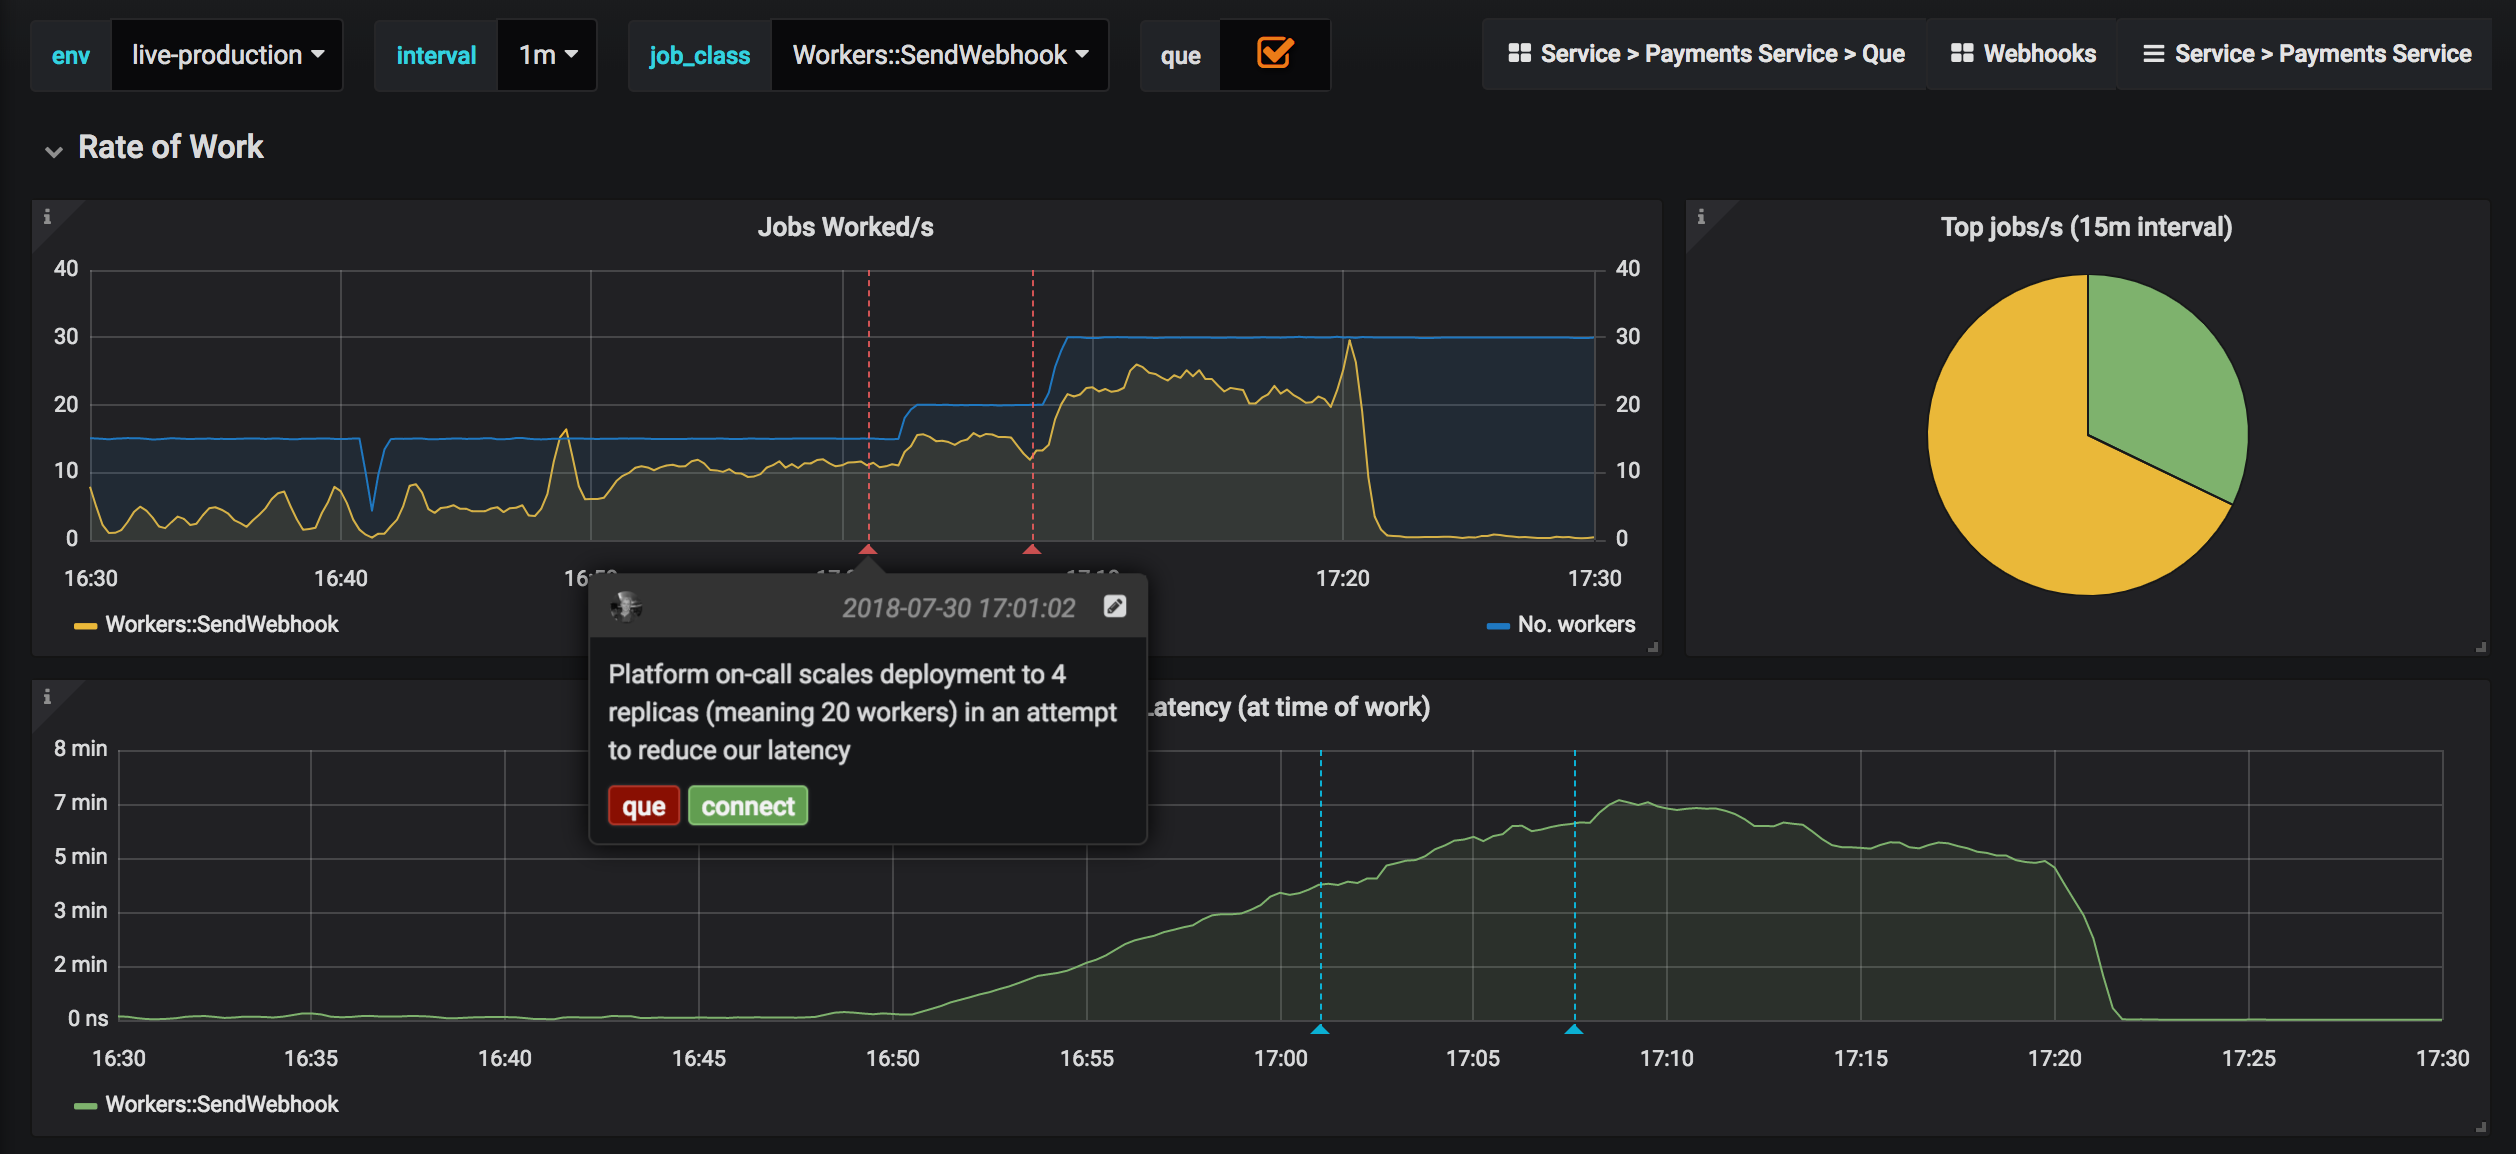 env live-production interval 1m job_class Workers::SendWebhook que Service > Payments Service > Que Webhooks Service > Payments Service
Rate of Work
Jobs Worked/s
40 40
30 30
20 20
10 10
0 0
16:30 16:40 17:20 17:30
Workers::SendWebhook No. workers
Top jobs/s (15m interval)
2018-07-30 17:01:02
Platform on-call scales deployment to 4
replicas (meaning 20 workers) in an attempt
to reduce our latency
que connect
Latency (at time of work)
8 min
7 min
5 min
3 min
2 min
0 ns
16:30 16:35 16:40 16:45 16:50 16:55 17:00 17:05 17:10 17:15 17:20 17:25 17:30
Workers::SendWebhook